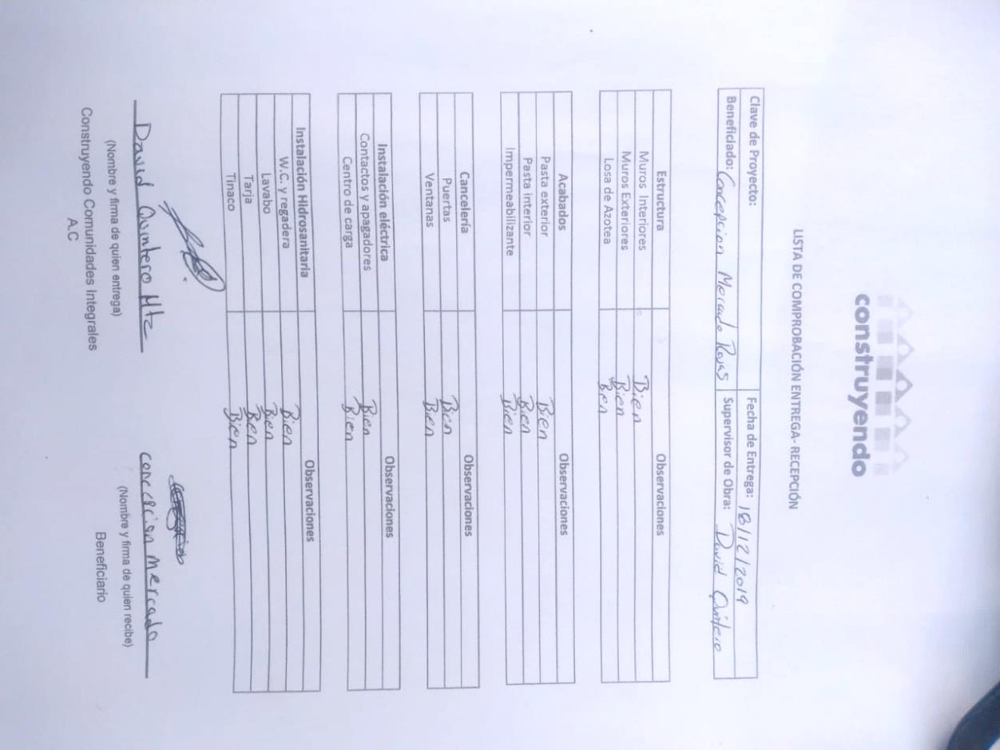 construyendo
LISTA DE COMPROBACIÓN ENTREGA- RECEPCIÓN
Clave de Proyecto: Fecha de Entrega: 18/12/2019
Beneficiado: Concepcion Mercado Rojas Supervisor de Obra: David Quintero
Estructura Observaciones
Muros Interiores Bien
Muros Exteriores Bien
Losa de Azotea Bien
Acabados Observaciones
Pasta exterior Bien
Pasta interior Bien
Impermeabilizante Bien
Cancelería Observaciones
Puertas Bien
Ventanas Bien
Instalación eléctrica Observaciones
Contactos y apagadores Bien
Centro de carga Bien
Instalación Hidrosanitaria Observaciones
W.C. y regadera Bien
Lavabo Bien
Tarja Bien
Tinaco Bien
David Quintero Mtz concepcion mercado
(Nombre y firma de quien entrega) (Nombre y firma de quien recibe)
Construyendo Comunidades Integrales Beneficiario
A.C